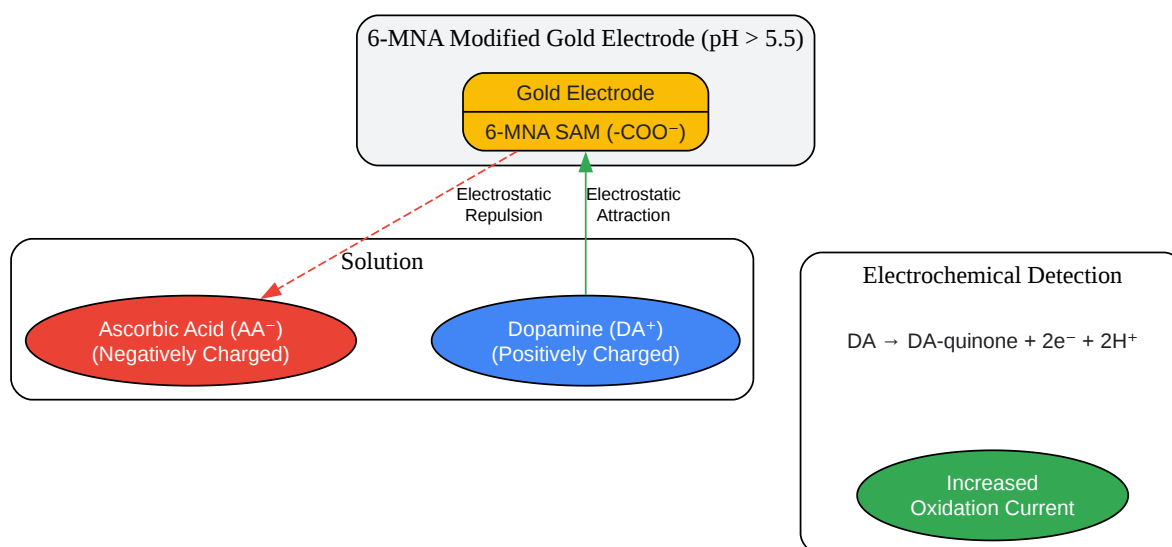 6-MNA Modified Gold Electrode (pH > 5.5)
Gold Electrode
6-MNA SAM (-COO⁻)
Electrostatic
Repulsion
Electrostatic
Attraction
Solution
Ascorbic Acid (AA⁻)
(Negatively Charged)
Dopamine (DA⁺)
(Positively Charged)
Electrochemical Detection
DA → DA-quinone + 2e⁻ + 2H⁺
Increased
Oxidation Current